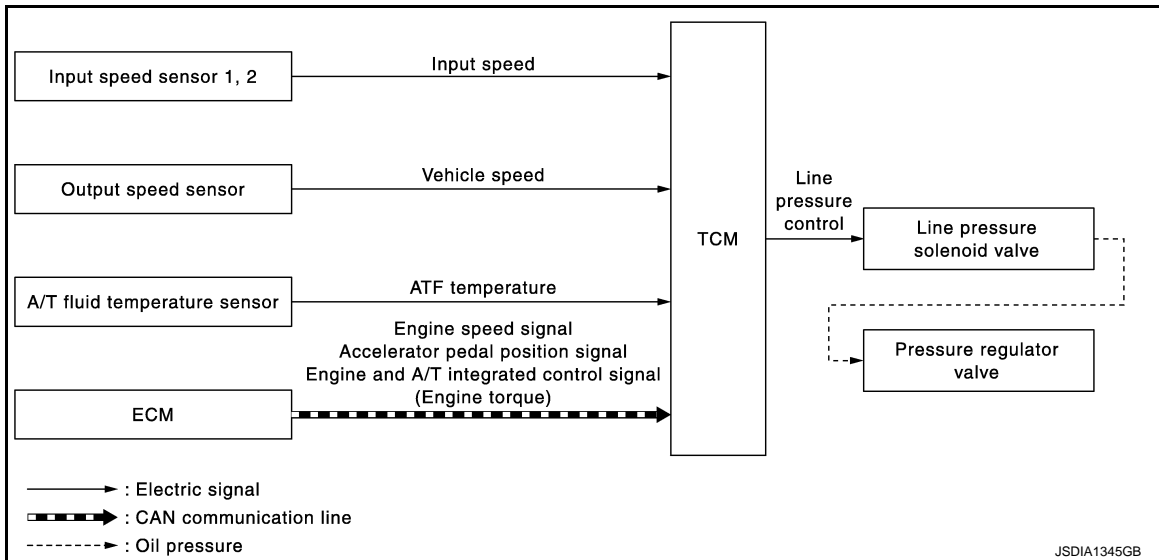 Input speed sensor 1, 2
Input speed
Output speed sensor
Vehicle speed
A/T fluid temperature sensor
ATF temperature
Engine speed signal
Accelerator pedal position signal
Engine and A/T integrated control signal
(Engine torque)
ECM
TCM
Line
pressure
control
Line pressure
solenoid valve
Pressure regulator
valve
: Electric signal
: CAN communication line
: Oil pressure
JSDIA1345GB